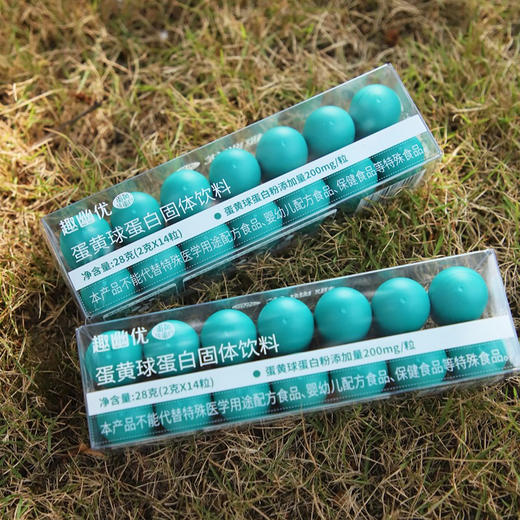 趣幽优
蛋黄球蛋白固体饮料
净含量:28克(2克X14粒)
蛋黄球蛋白粉添加量200mg/粒
本产品不能代替特殊医学用途配方食品、婴幼儿配方食品、保健食品等特殊食品。
趣幽优
蛋黄球蛋白固体饮料
净含量:28克(2克X14粒)
蛋黄球蛋白粉添加量200mg/粒
本产品不能代替特殊医学用途配方食品、婴幼儿配方食品、保健食品等特殊食品。